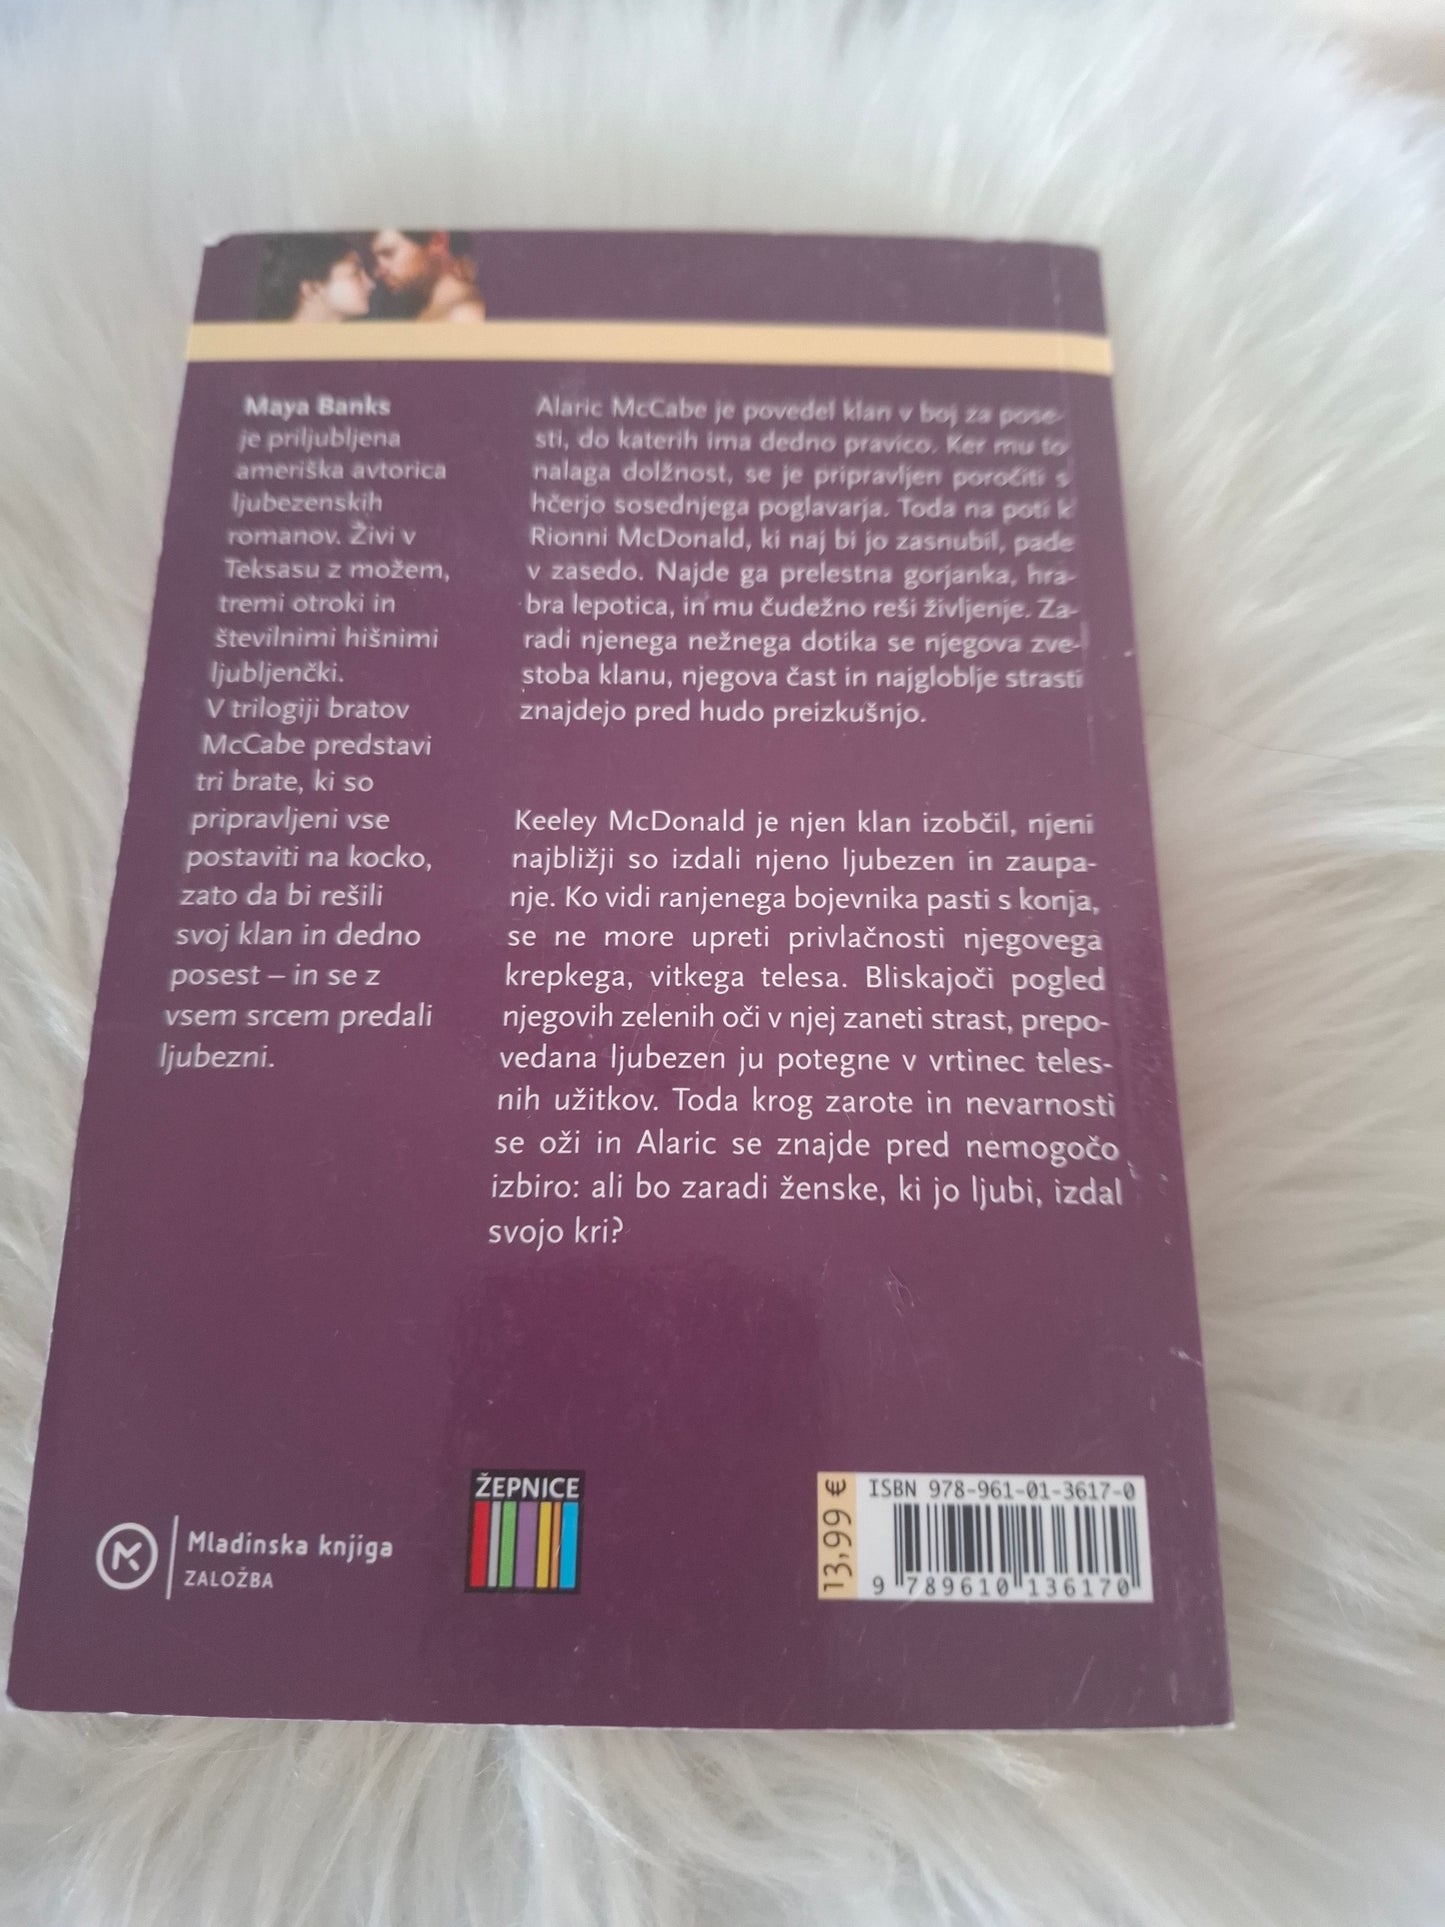 Maya Banks
je priljubljena
ameriška avtorica
ljubezenskih
romanov. Živi v
Teksasu z možem,
tremi otroki in
številnimi hišnimi
ljubljenčki.
V trilogiji bratov
McCabe predstavi
tri brate, ki so
pripravljeni vse
postaviti na kocko,
zato da bi rešili
svoj klan in dedno
posest – in se z
vsem srcem predali
ljubezni.
Alaric McCabe je povedel klan v boj za pose-
sti, do katerih ima dedno pravico. Ker mu to
nalaga dolžnost, se je pripravljen poročiti s
hčerjo sosednjega poglavarja. Toda na poti k
Rionni McDonald, ki naj bi jo zasnubil, pade
v zasedo. Najde ga prelestna gorjanka, hra-
bra lepotica, in mu čudežno reši življenje. Za-
radi njenega nežnega dotika se njegova zve-
stoba klanu, njegova čast in najgloblje strasti
znajdejo pred hudo preizkušnjo.
Keeley McDonald je njen klan izobčil, njeni
najbližji so izdali njeno ljubezen in zaupa-
nje. Ko vidi ranjenega bojevnika pasti s konja,
se ne more upreti privlačnosti njegovega
krepkega, vitkega telesa. Bliskajoči pogled
njegovih zelenih oči v njej zaneti strast, prepo-
vedana ljubezen ju potegne v vrtinec teles-
nih užitkov. Toda krog zarote in nevarnosti
se oži in Alaric se znajde pred nemogočo
izbiro: ali bo zaradi ženske, ki jo ljubi, izdal
svojo kri?
Mladinska knjiga
ZALOŽBA
ŽEPNICE
13,99 €
ISBN 978-961-01-3617-0
9 789610 136170